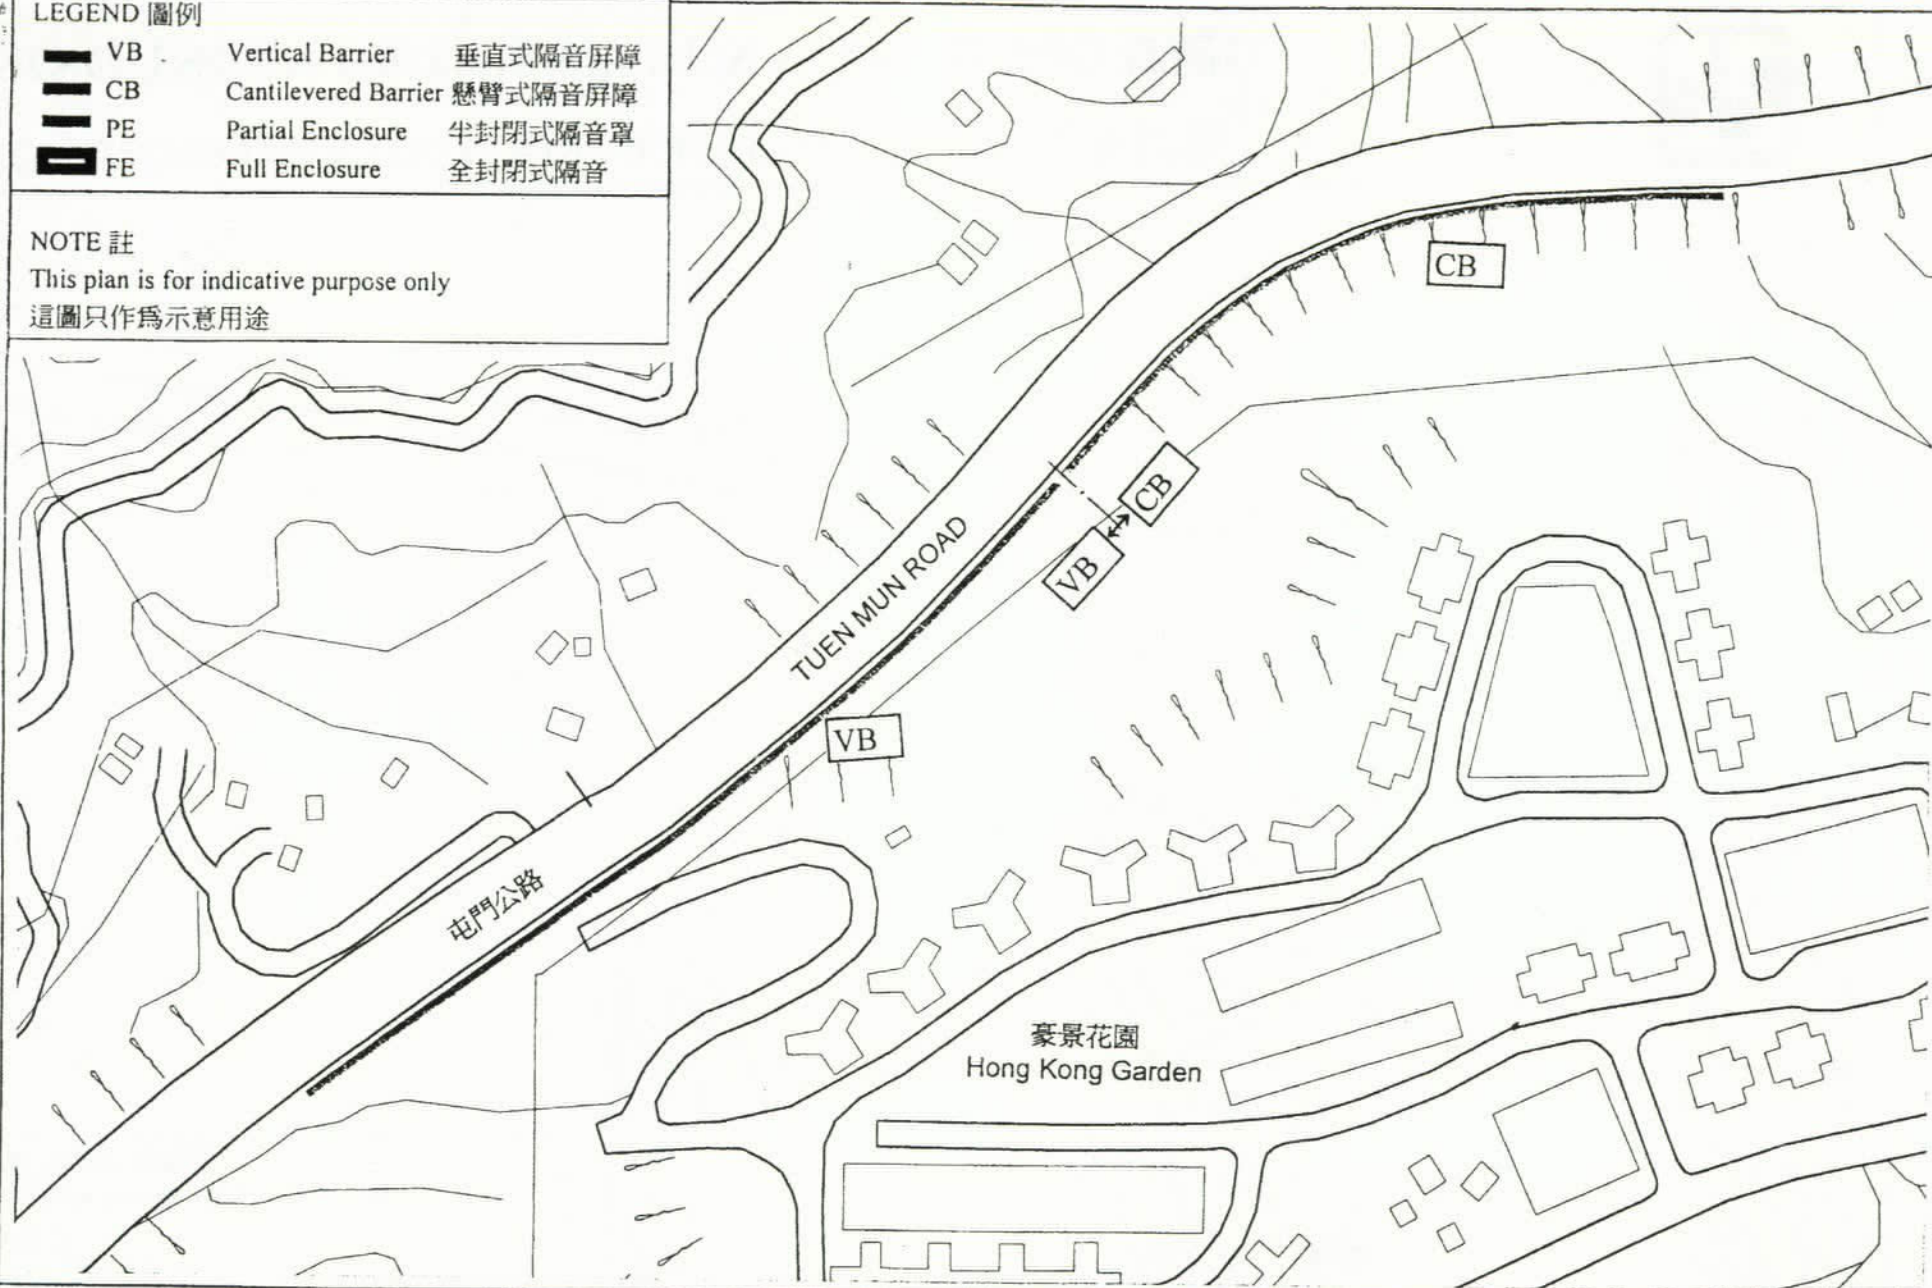 LEGEND 圖例
VB Vertical Barrier 垂直式隔音屏障
CB Cantilevered Barrier 懸臂式隔音屏障
PE Partial Enclosure 半封閉式隔音罩
FE Full Enclosure 全封閉式隔音
NOTE 註
This plan is for indicative purpose only
這圖只作爲示意用途
CB
CB
VB
TUEN MUN ROAD
VB
屯門公路
豪景花園
Hong Kong Garden